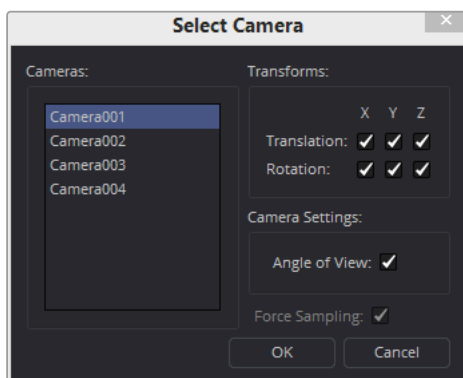 Select Camera
Cameras:
Camera001
Camera002
Camera003
Camera004
Transforms:
X Y Z
Translation:
Rotation:
Camera Settings:
Angle of View:
Force Sampling:
OK Cancel